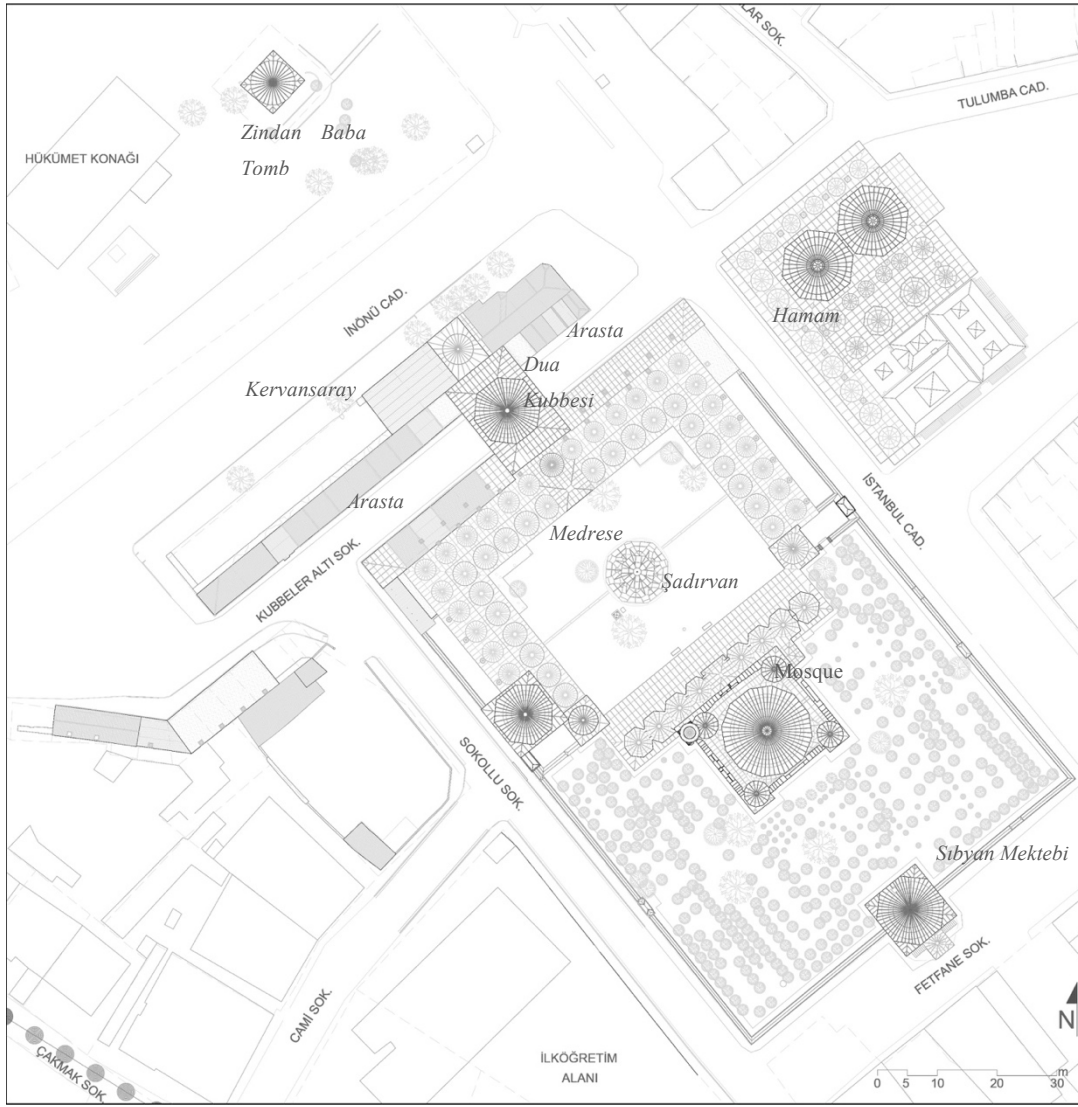 LAR SOK.
TULUMBA CAD.
Zindan Baba
Tomb
HÜKÜMET KONAĞI
İNÖNÜ CAD.
Hamam
Arasta
Dua
Kubbesi
Kervansaray
Arasta
İSTANBUL CAD.
Medrese
KUBBELER ALTI SOK.
Şadırvan
Mosque
SOKOLLU SOK.
Sıbyan Mektebi
FETFANE SOK.
CAMİ SOK.
N
ÇAKMAK SOK.
İLKÖĞRETİM
ALANI
m
0 5 10 20 30